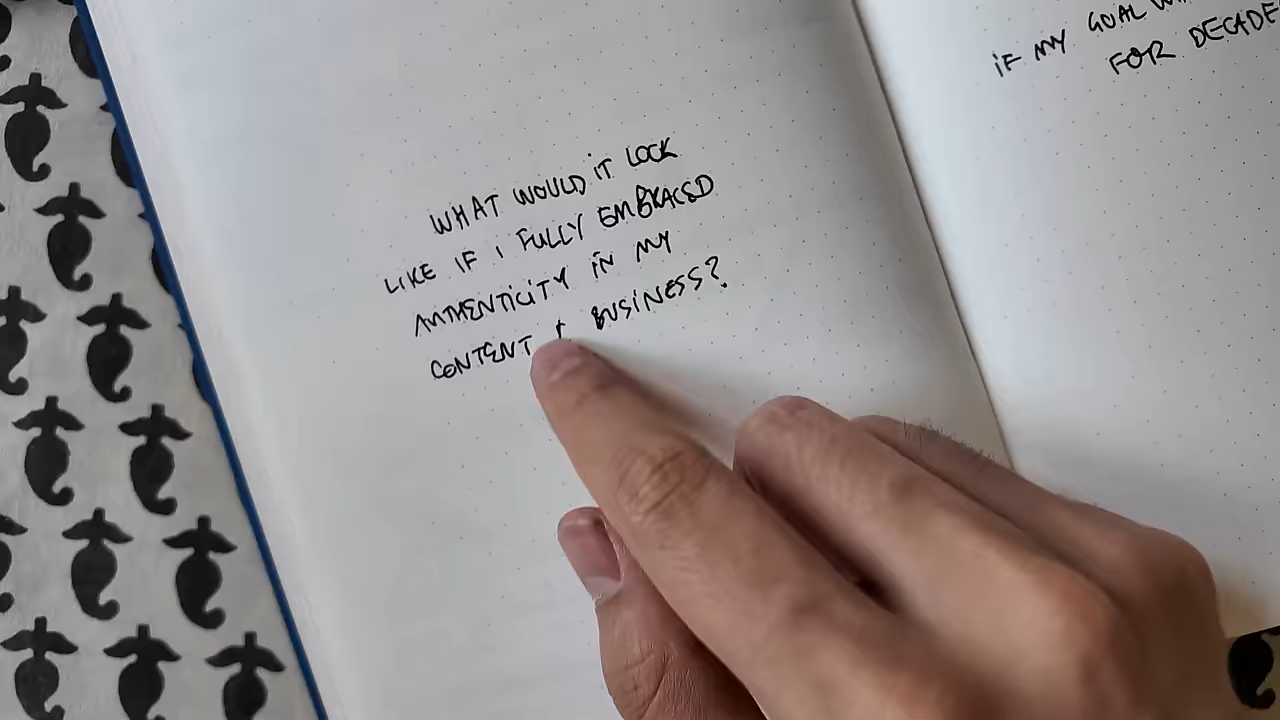 WHAT WOULD IT LOOK
LIKE IF I FULLY EMBRACED
AUTHENTICITY IN MY
CONTENT & BUSINESS?
IF MY GOAL
FOR DECADE